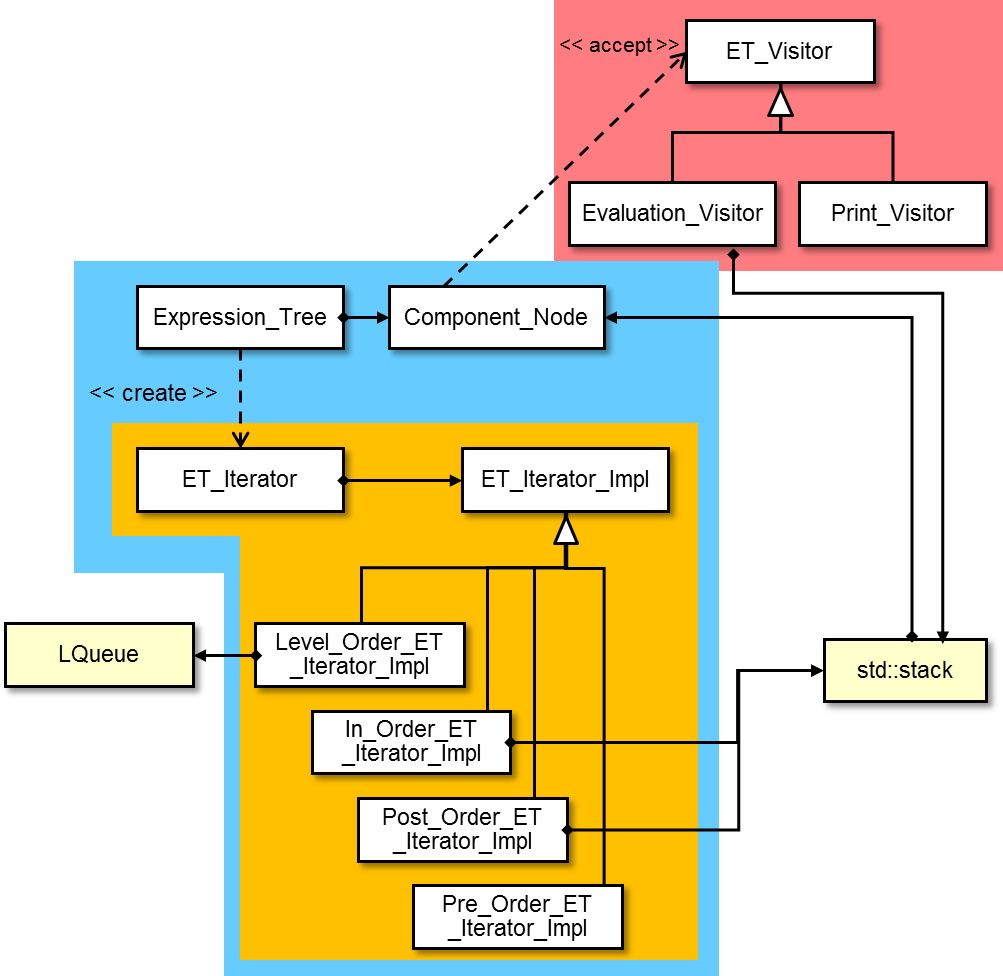 << accept >>
ET_Visitor
Evaluation_Visitor
Print_Visitor
Expression_Tree
Component_Node
<< create >>
ET_Iterator
ET_Iterator_Impl
LQueue
Level_Order_ET
_Iterator_Impl
std::stack
In_Order_ET
_Iterator_Impl
Post_Order_ET
_Iterator_Impl
Pre_Order_ET
_Iterator_Impl